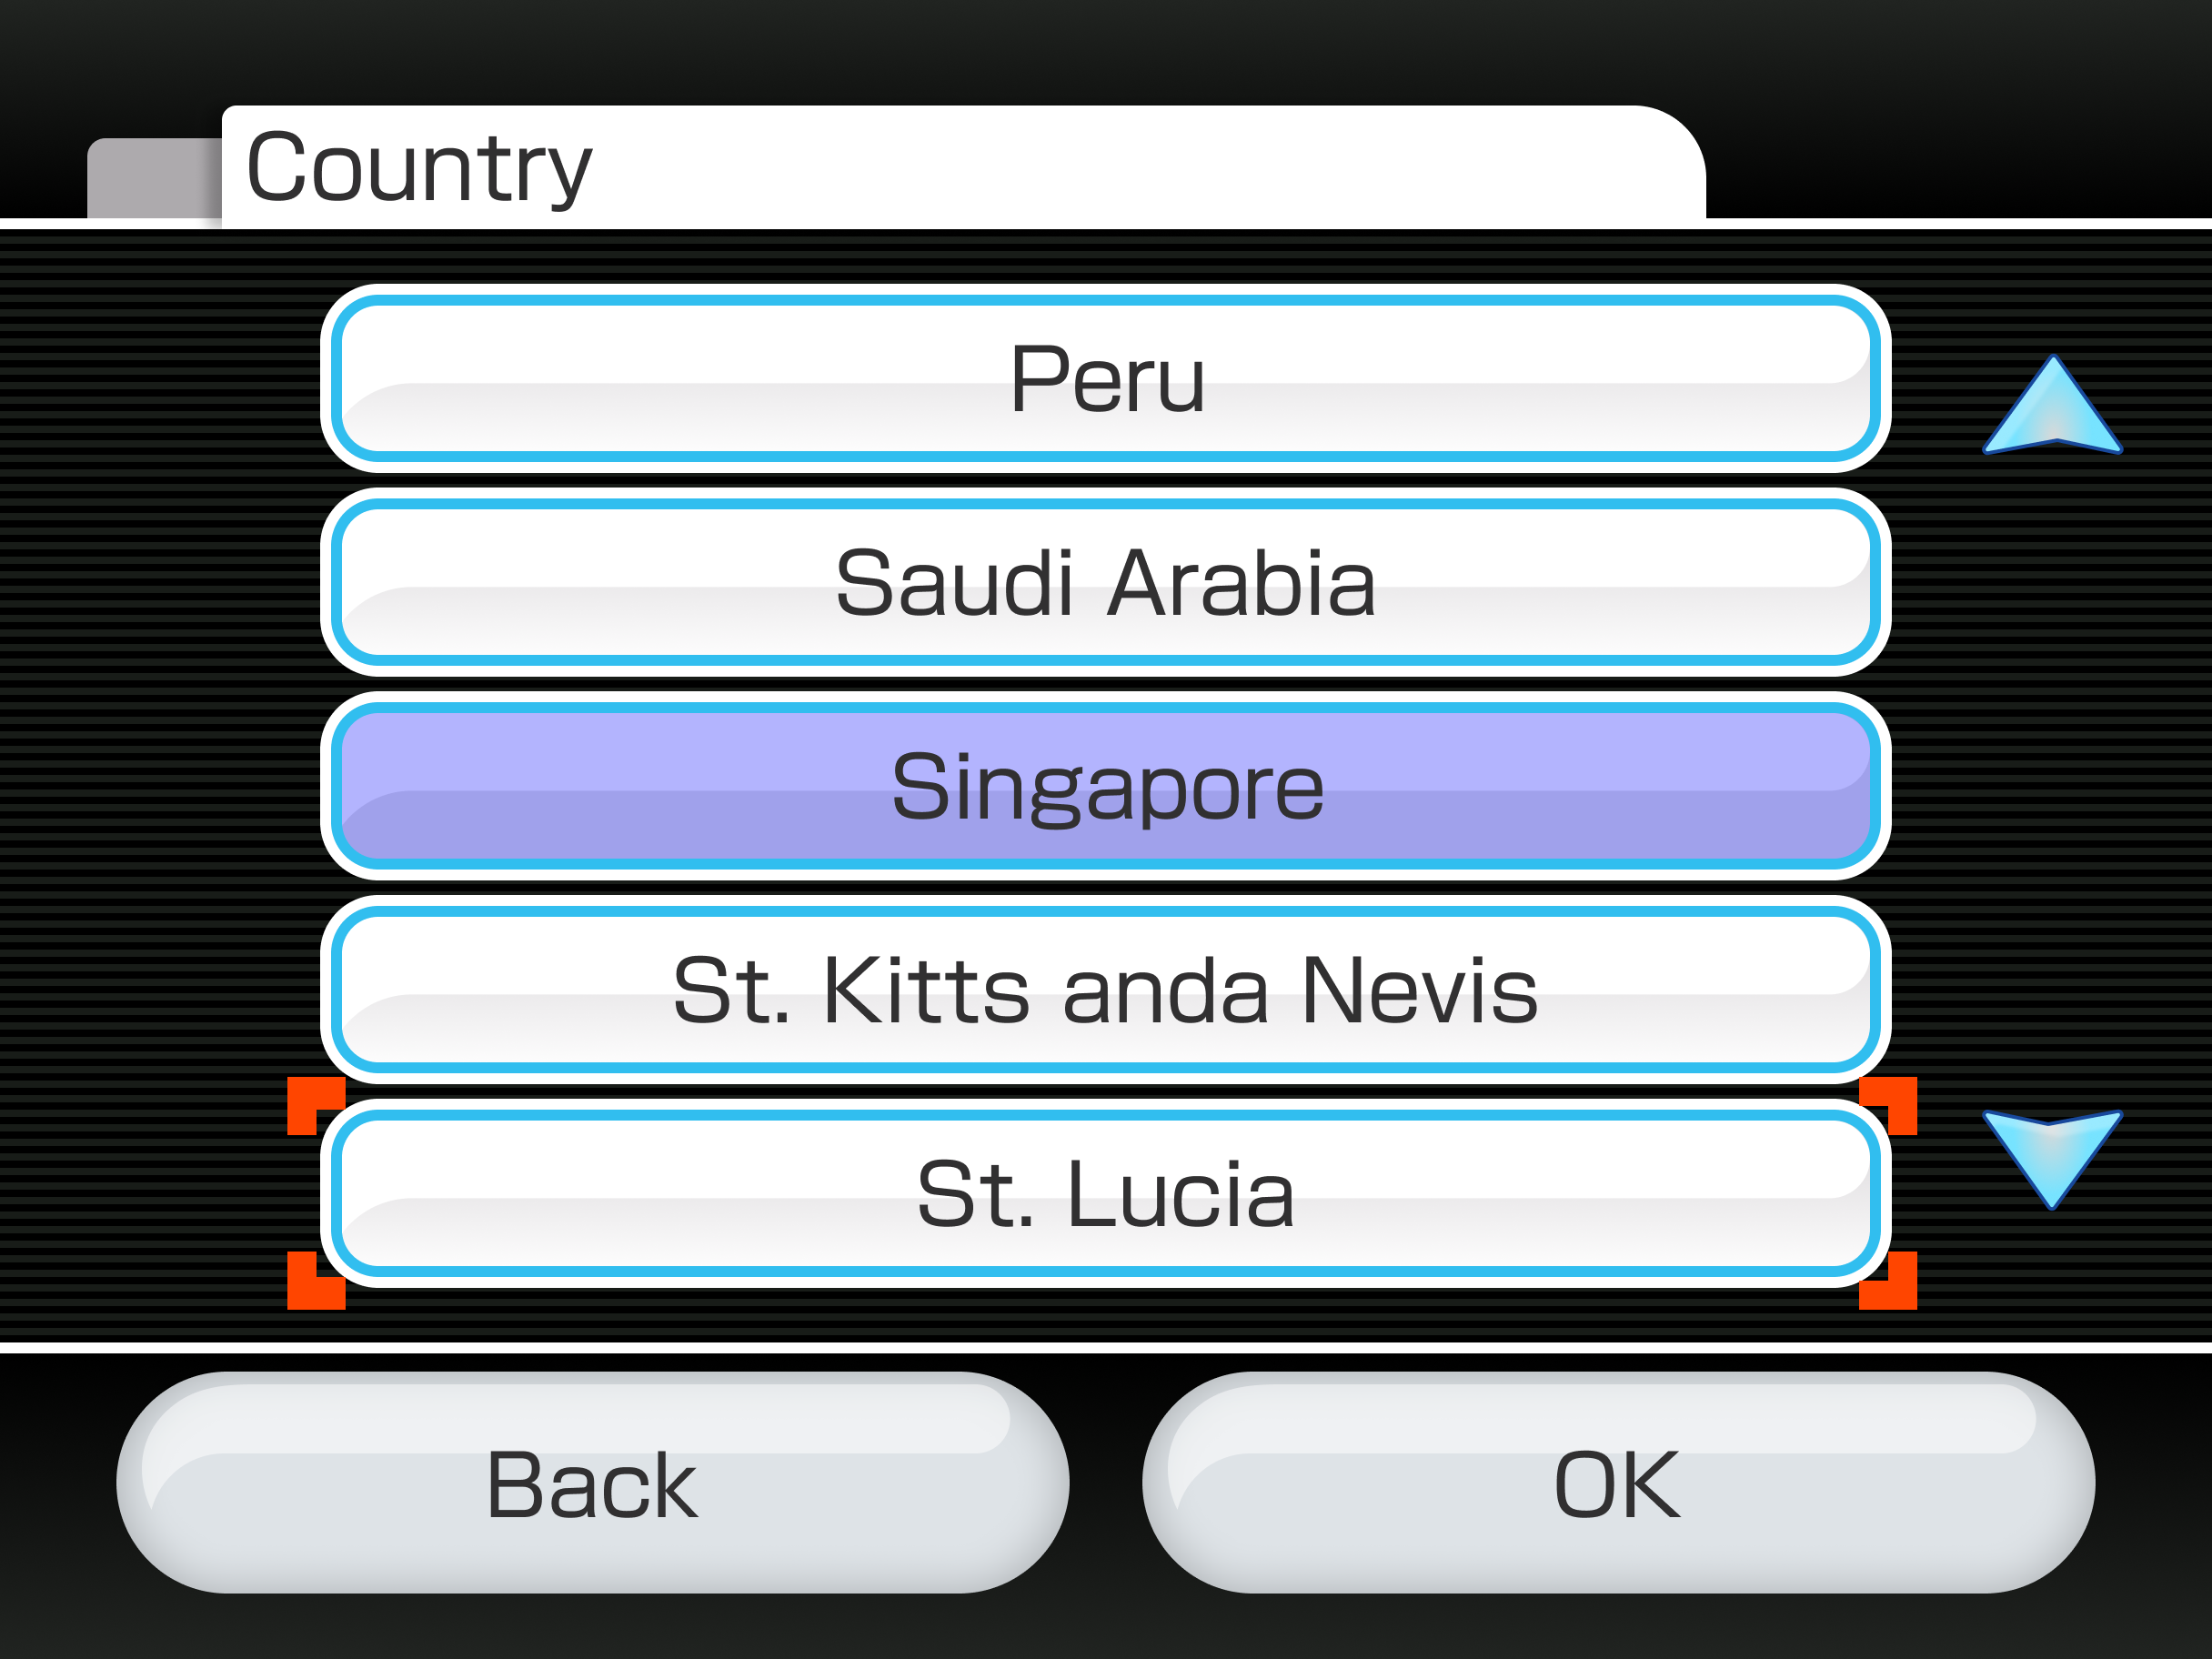 Country
Peru
Saudi Arabia
Singapore
St. Kitts anda Nevis
St. Lucia
Back
OK